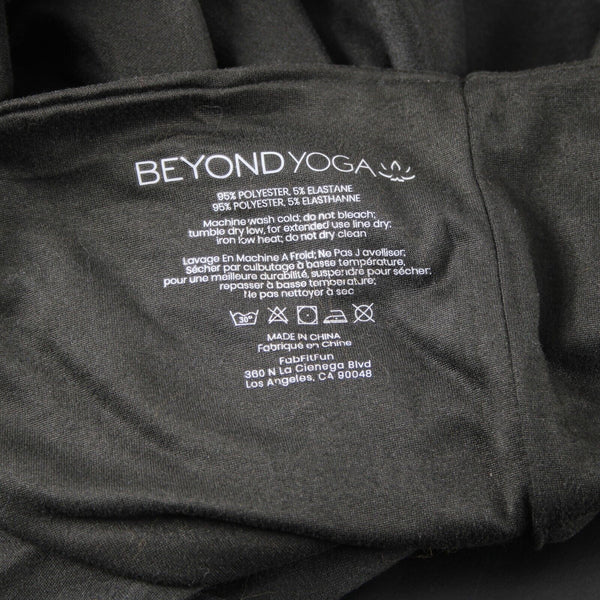 BEYOND YOGA
95% POLYESTER, 5% ELASTANE
95% POLYESTER, 5% ELASTHANNE
Machine wash cold; do not bleach;
tumble dry low, for extended use line dry;
iron low heat; do not dry clean
Lavage En Machine A Froid; Ne Pas J avelliser;
Sécher par culbutage à basse température,
pour une meilleure durabilité, suspendre pour sécher;
repasser à basse temperature;
Ne pas nettoyer à sec
30°
MADE IN CHINA
Fabriqué en Chine
FabFitFun
360 N La Cienega Blvd
Los Angeles, CA 90048